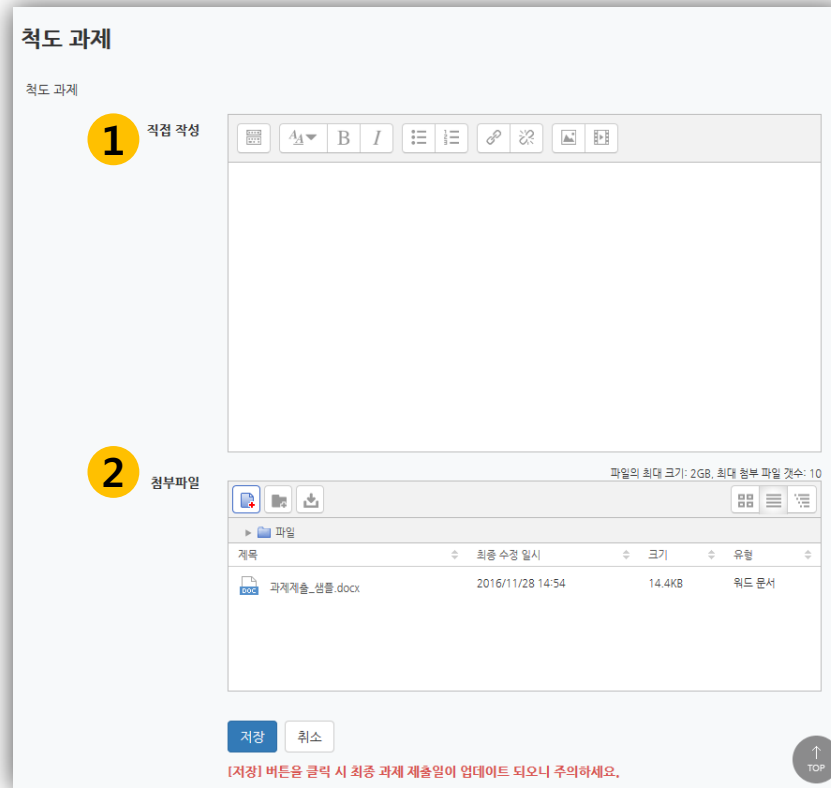 척도 과제
척도 과제
1 직접 작성
B I
2 첨부파일
파일의 최대 크기: 2GB, 최대 첨부 파일 갯수: 10
파일
제목 최종 수정 일시 크기 유형
DOC 과제제출_샘플.docx 2016/11/28 14:54 14.4KB 워드 문서
저장 취소
[저장] 버튼을 클릭 시 최종 과제 제출일이 업데이트 되오니 주의하세요.
TOP